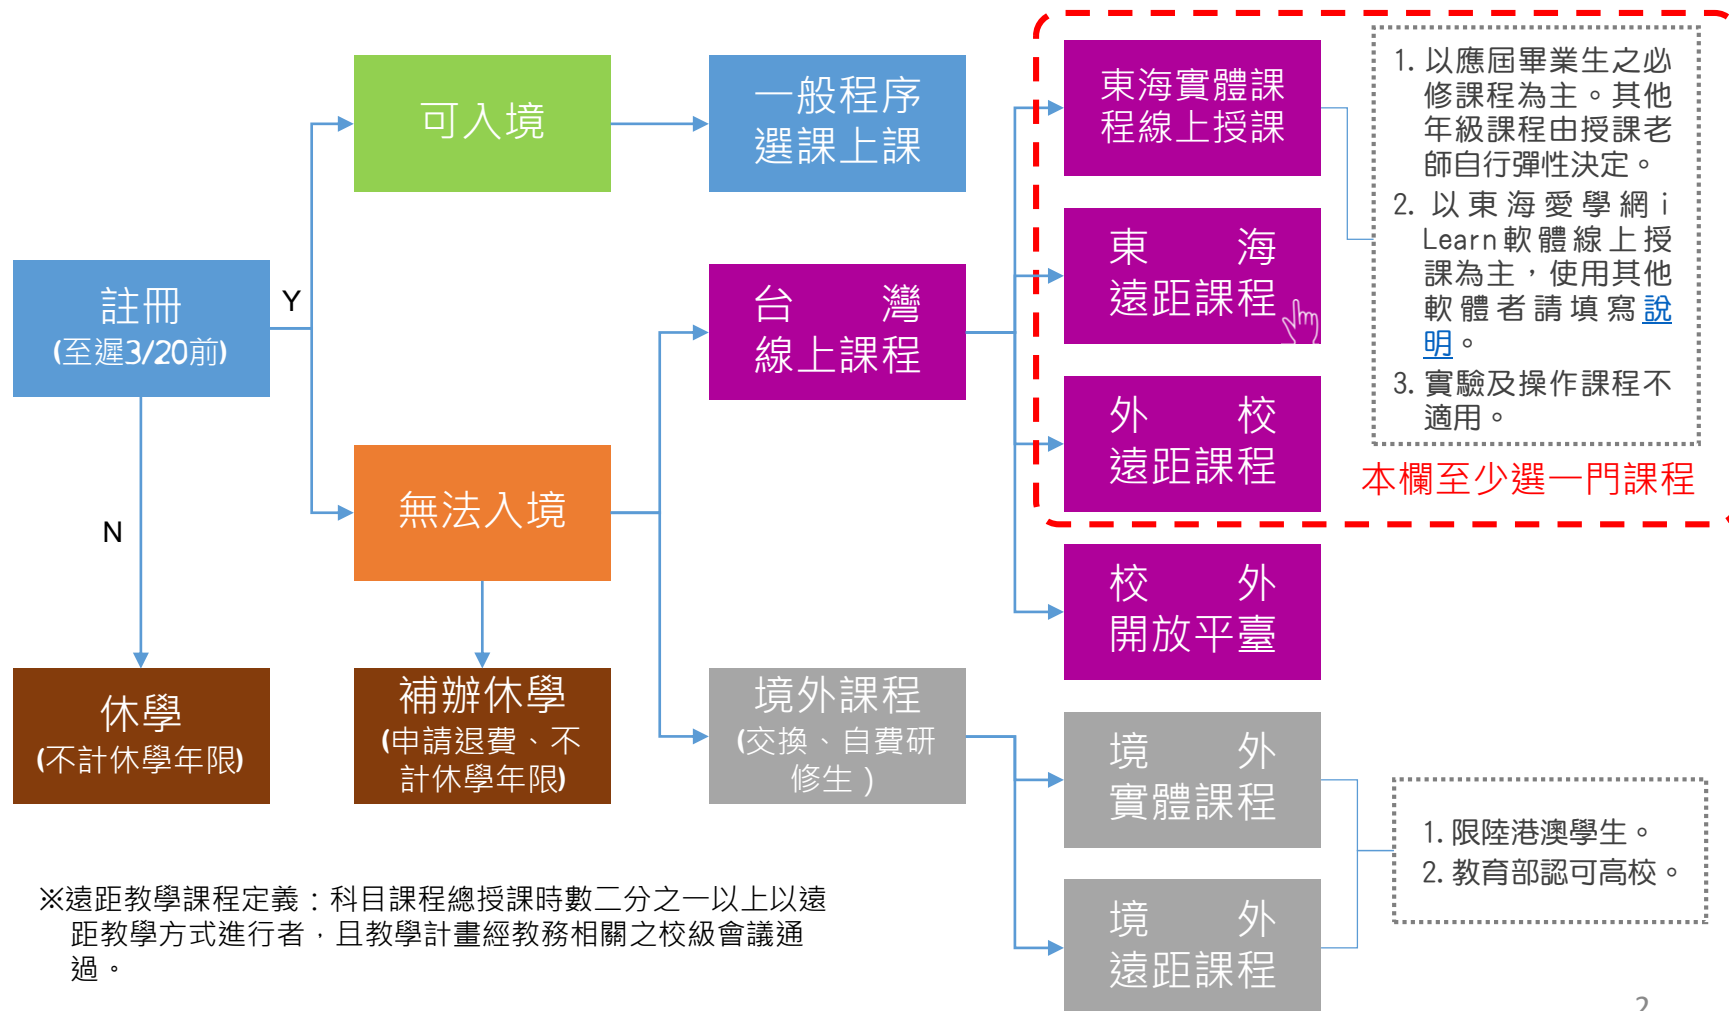 註冊
(至遲3/20前)
Y
N
休學
(不計休學年限)
可入境
一般程序
選課上課
無法入境
補辦休學
(申請退費、不
計休學年限)
台灣
線上課程
境外課程
(交換、自費研
修生)
東海實體課
程線上授課
東海
遠距課程
外校
遠距課程
校外
開放平臺
境外
實體課程
境外
遠距課程
1. 以應屆畢業生之必
修課程為主。其他
年級課程由授課老
師自行彈性決定。
2. 以東海愛學網i
Learn軟體線上授
課為主，使用其他
軟體者請填寫說
明。
3. 實驗及操作課程不
適用。
本欄至少選一門課程
1. 限陸港澳學生。
2. 教育部認可高校。
※遠距教學課程定義：科目課程總授課時數二分之一以上以遠
距教學方式進行者，且教學計畫經教務相關之校級會議通
過。
2